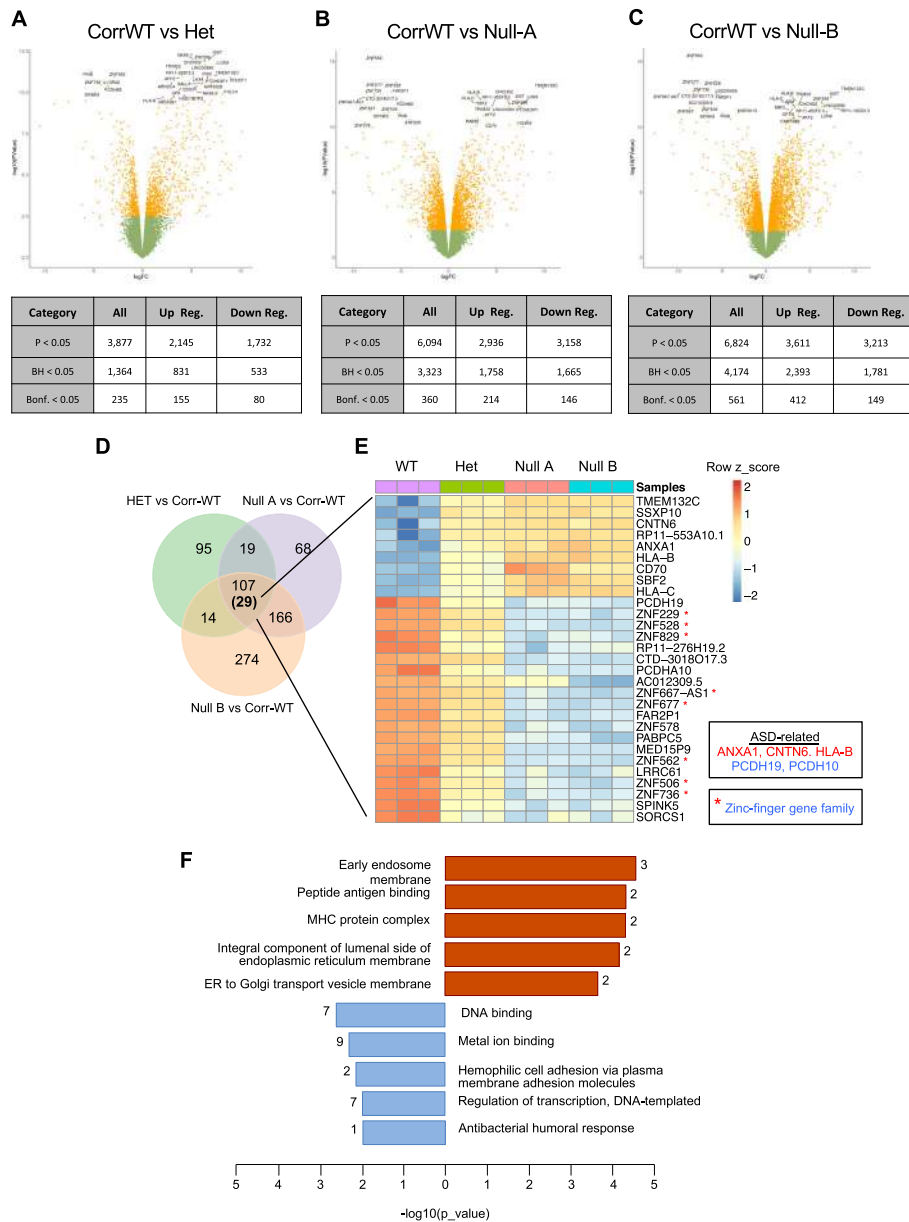 A
B
C
CorrWT vs Het
CorrWT vs Null-A
CorrWT vs Null-B
-log10(PValue)
-log10(PValue)
-log10(PValue)
logFC
logFC
logFC
Category All Up Reg. Down Reg.
P < 0.05 3,877 2,145 1,732
BH < 0.05 1,364 831 533
Bonf. < 0.05 235 155 80
Category All Up Reg. Down Reg.
P < 0.05 6,094 2,936 3,158
BH < 0.05 3,323 1,758 1,665
Bonf. < 0.05 360 214 146
Category All Up Reg. Down Reg.
P < 0.05 6,824 3,611 3,213
BH < 0.05 4,174 2,393 1,781
Bonf. < 0.05 561 412 149
D
HET vs Corr-WT Null A vs Corr-WT
95 19 68
107
(29)
14 166
274
Null B vs Corr-WT
E
WT Het Null A Null B
Samples
TMEM132C
SSXP10
CNTN6
RP11–553A10.1
ANXA1
HLA–B
CD70
SBF2
HLA–C
PCDH19
ZNF229 *
ZNF528 *
ZNF829 *
RP11–276H19.2
CTD–3018O17.3
PCDHA10
AC012309.5
ZNF667–AS1 *
ZNF677 *
FAR2P1
ZNF578
PABPC5
MED15P9
ZNF562 *
LRRC61
ZNF506 *
ZNF736 *
SPINK5
SORCS1
Row z_score
2
1
0
–1
–2
ASD-related
ANXA1, CNTN6. HLA-B
PCDH19, PCDH10
* Zinc-finger gene family
F
Early endosome
membrane
3
Peptide antigen binding
2
MHC protein complex
2
Integral component of lumenal side of
endoplasmic reticulum membrane
2
ER to Golgi transport vesicle membrane
2
7 DNA binding
9 Metal ion binding
2 Hemophilic cell adhesion via plasma
membrane adhesion molecules
7 Regulation of transcription, DNA-templated
1 Antibacterial humoral response
5 4 3 2 1 0 1 2 3 4 5
-log10(p_value)